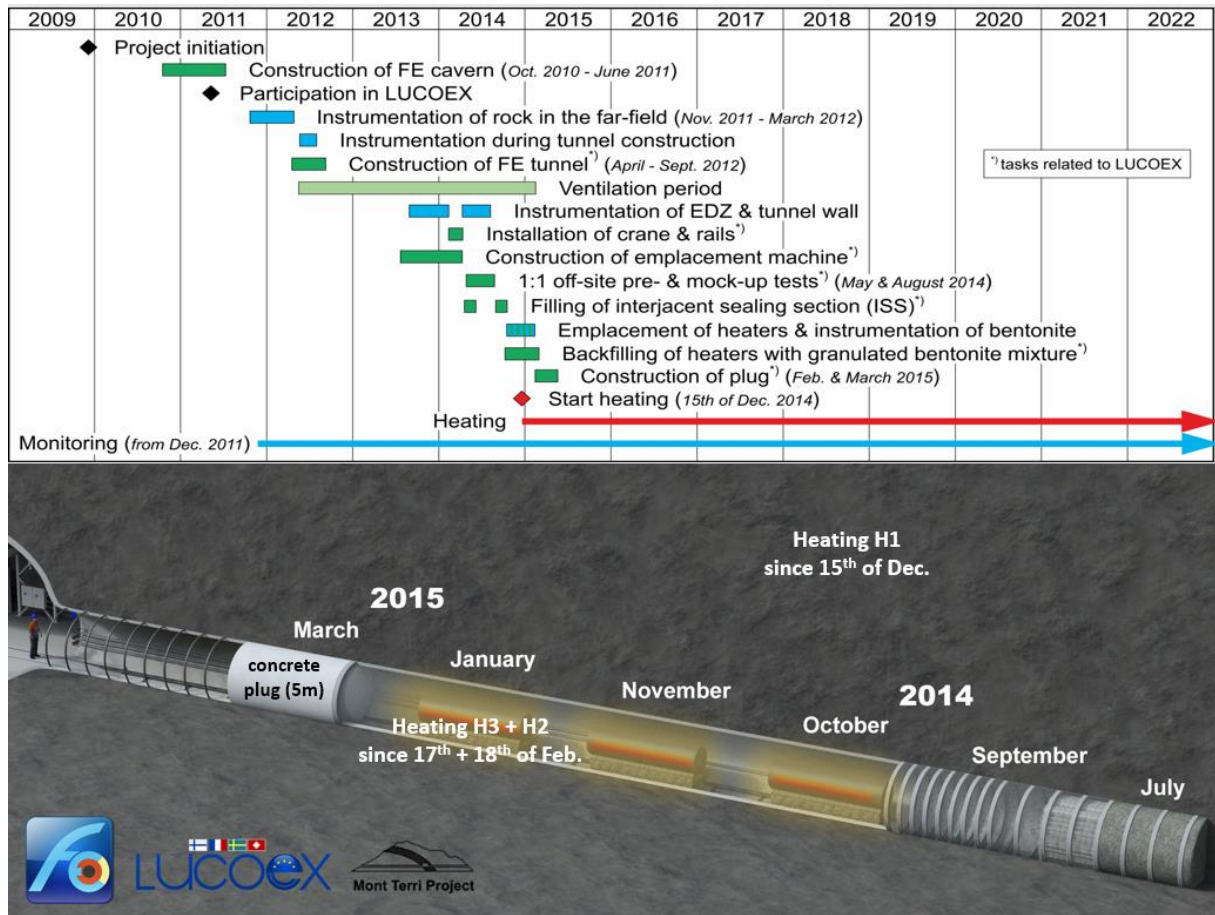 2009 2010 2011 2012 2013 2014 2015 2016 2017 2018 2019 2020 2021 2022
Project initiation
Construction of FE cavern (Oct. 2010 - June 2011)
Participation in LUCOEX
Instrumentation of rock in the far-field (Nov. 2011 - March 2012)
Instrumentation during tunnel construction
Construction of FE tunnel*) (April - Sept. 2012)
*) tasks related to LUCOEX
Ventilation period
Instrumentation of EDZ & tunnel wall
Installation of crane & rails*)
Construction of emplacement machine*)
1:1 off-site pre- & mock-up tests*) (May & August 2014)
Filling of interjacent sealing section (ISS)*)
Emplacement of heaters & instrumentation of bentonite
Backfilling of heaters with granulated bentonite mixture*)
Construction of plug*) (Feb. & March 2015)
Start heating (15th of Dec. 2014)
Heating
Monitoring (from Dec. 2011)
Heating H1
since 15th of Dec.
2015
March
January
concrete
plug (5m)
November
2014
October
Heating H3 + H2
since 17th + 18th of Feb.
September
July
LUCOEX
Mont Terri Project